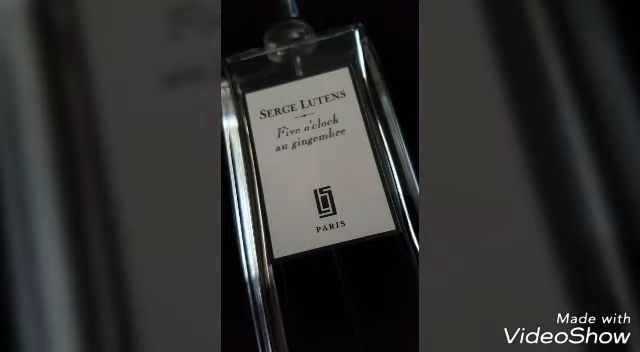 SERGE LUTENS
Five o'clock
au gingembre
PARIS
Made with
VideoShow